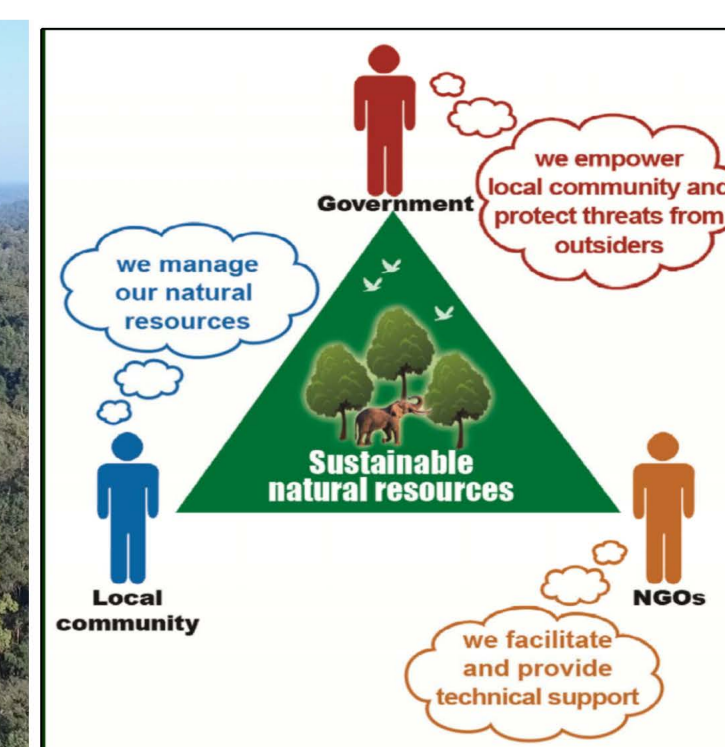 we empower
local community and
protect threats from
outsiders
Government
we manage
our natural
resources
Sustainable
natural resources
Local
community
NGOs
we facilitate
and provide
technical support